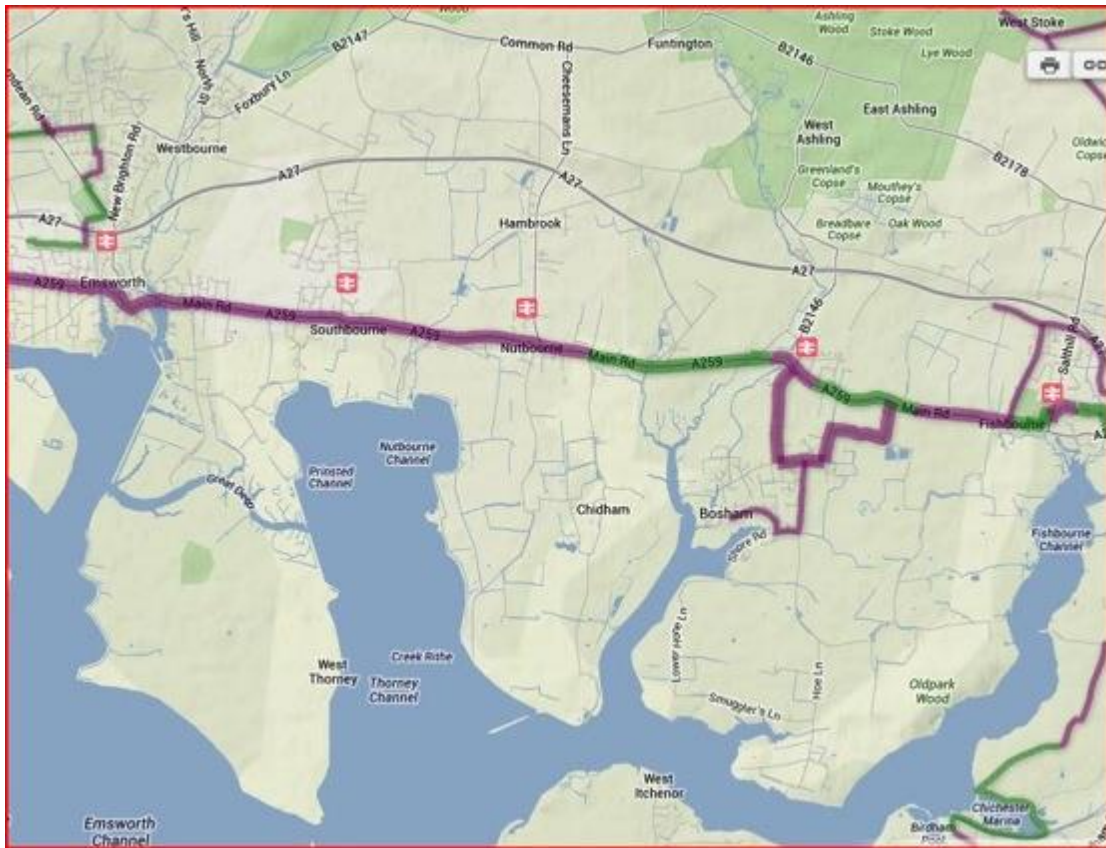 West Stoke
Ashling
Wood
Stoke Wood
Lye Wood
Wood
B2147
Common Rd
Funtington
B2146
North St
Foxbury Ln
Cheesemans Ln
East Ashling
West
Ashling
B2178
Westbourne
New Brighton Rd
Greenland's
Copse
Mouthey's
Copse
Breadbare
Copse
Oak Wood
A27
A27
A27
A27
Hambrook
Emsworth
A259
Main Rd
A259
Southbourne
A259
Nutbourne
Main Rd
A259
B2146
A259
Main Rd
Fishbourne
Salthill Rd
Nutbourne
Channel
Prinsted
Channel
Great Deep
Chidham
Bosham
Shore Rd
Fishbourne
Channel
Lower Hone Ln
Hoe Ln
West
Thorney
Creek Rithe
Thorney
Channel
Smuggler's Ln
Oldpark
Wood
West
Itchenor
Emsworth
Channel
Chichester
Marina
Birdham
Pool